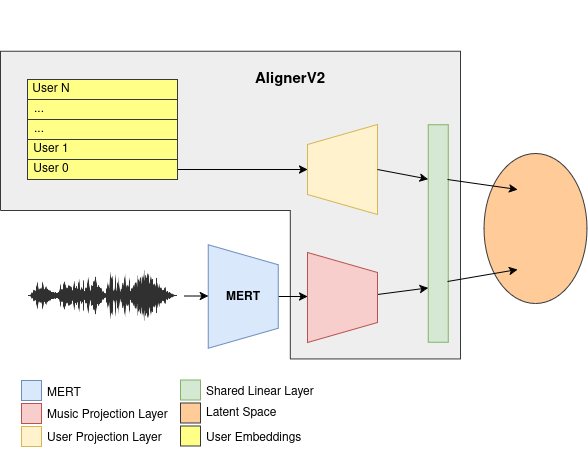 AlignerV2
User N
...
...
User 1
User 0
MERT
MERT
Music Projection Layer
User Projection Layer
Shared Linear Layer
Latent Space
User Embeddings